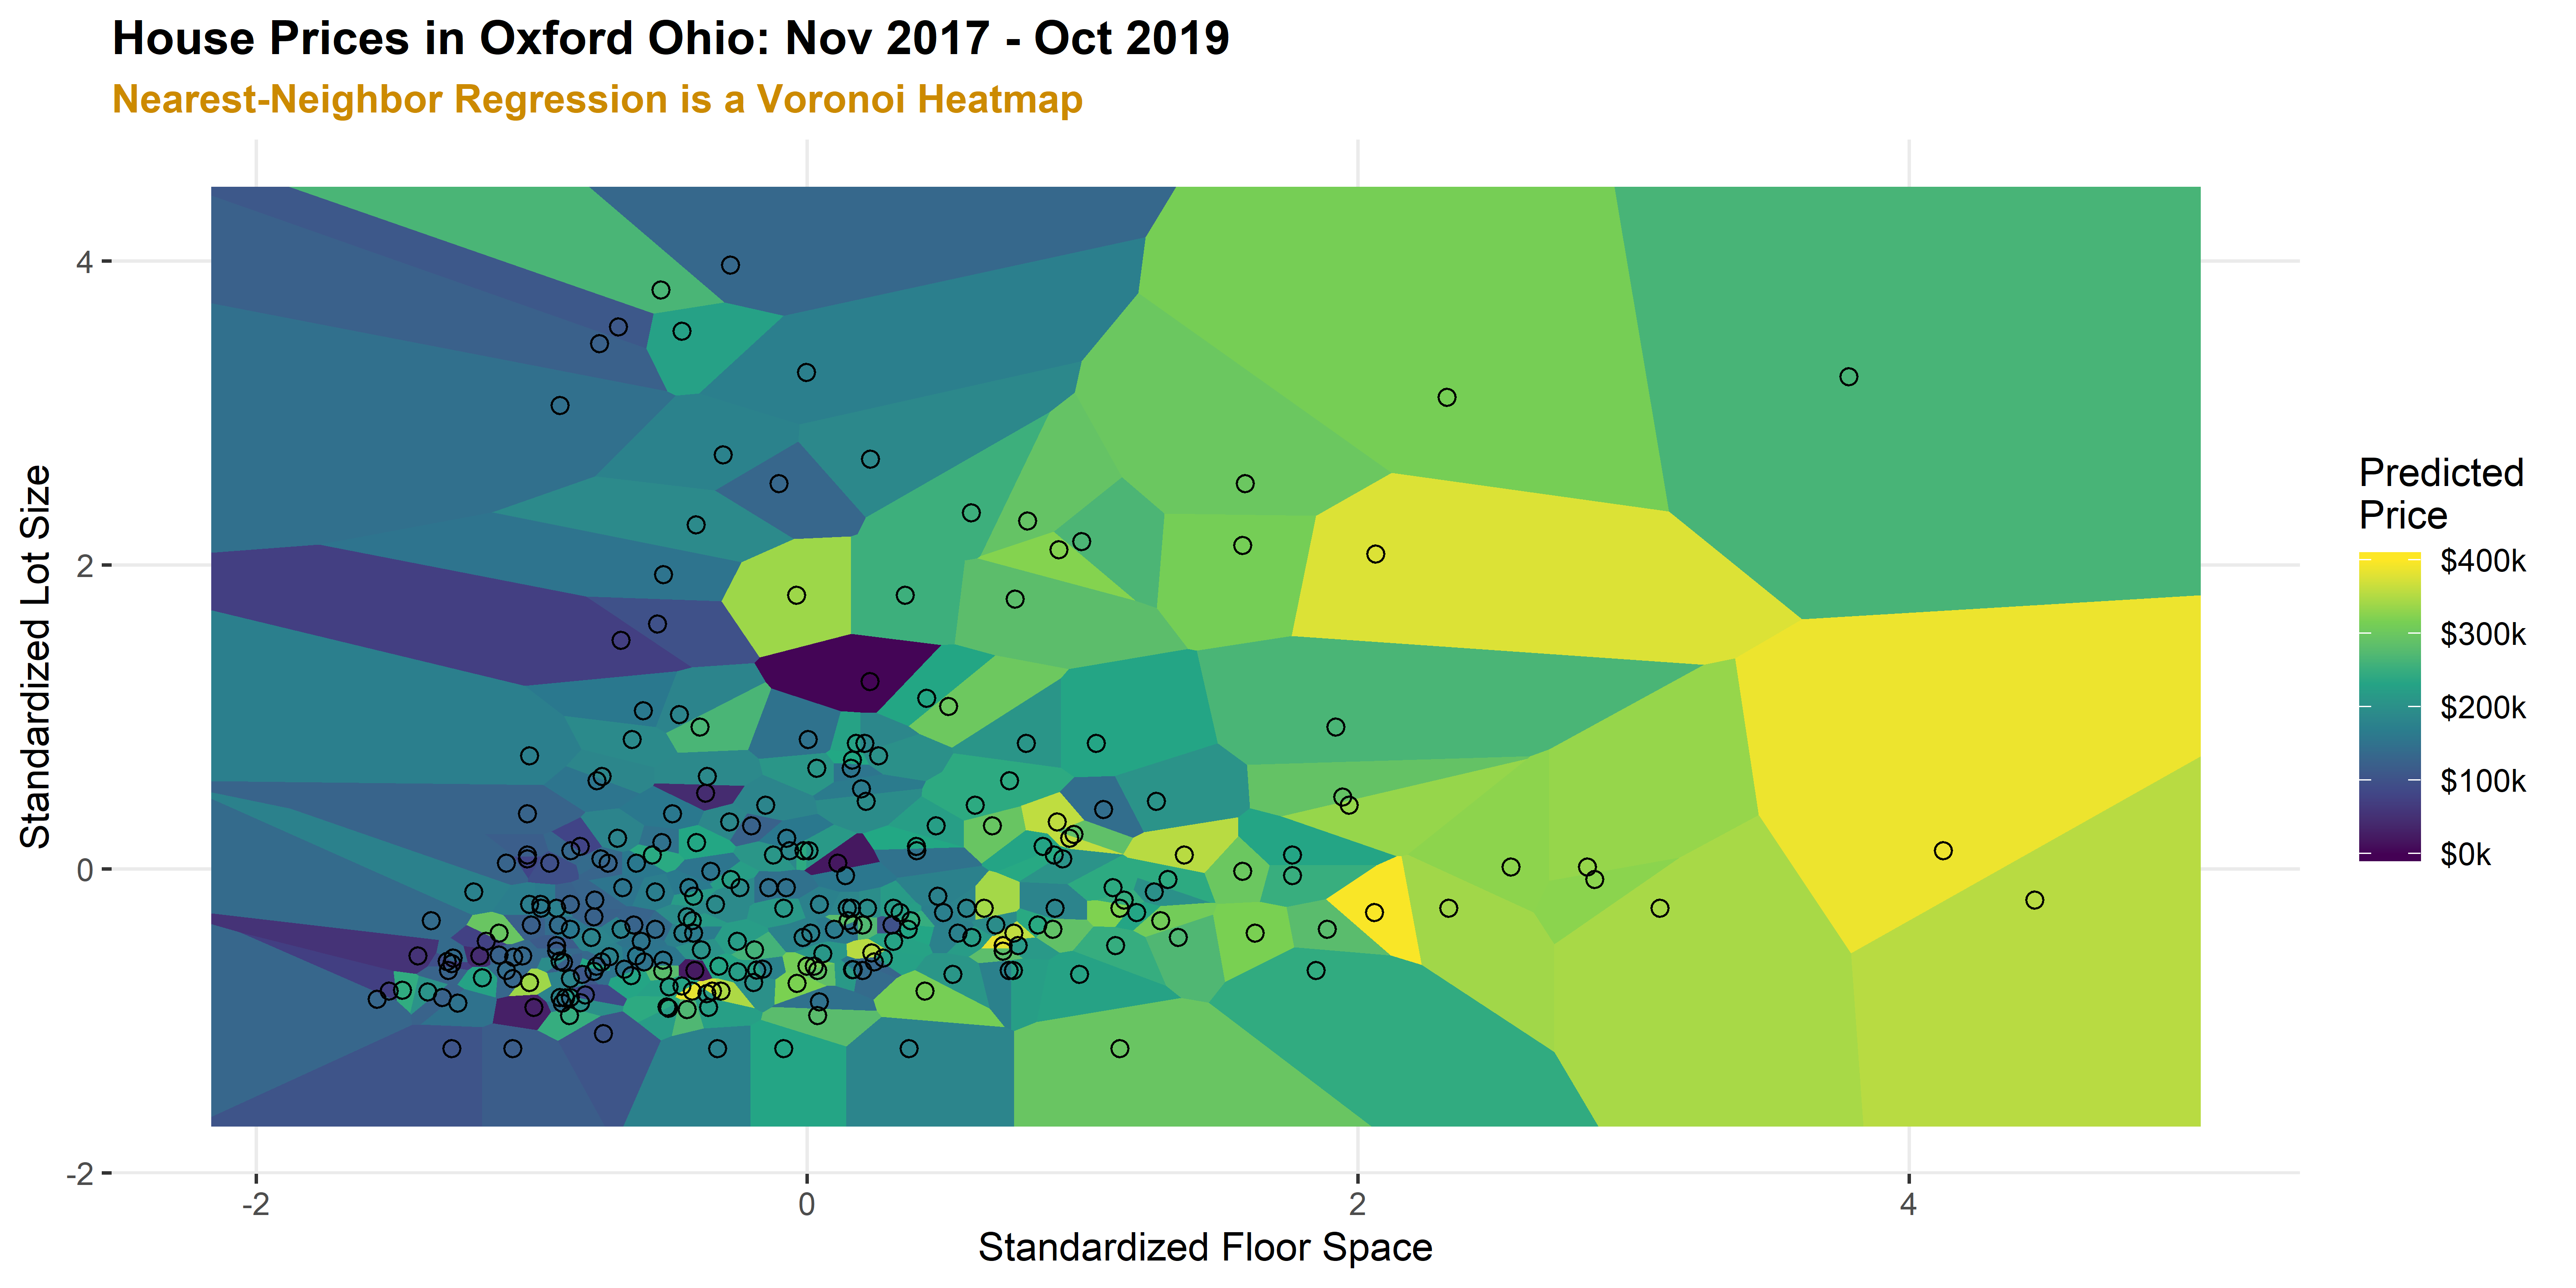 House Prices in Oxford Ohio: Nov 2017 - Oct 2019
Nearest-Neighbor Regression is a Voronoi Heatmap
Standardized Lot Size
4
2
0
-2
-2
0
2
4
Standardized Floor Space
Predicted
Price
$400k
$300k
$200k
$100k
$0k